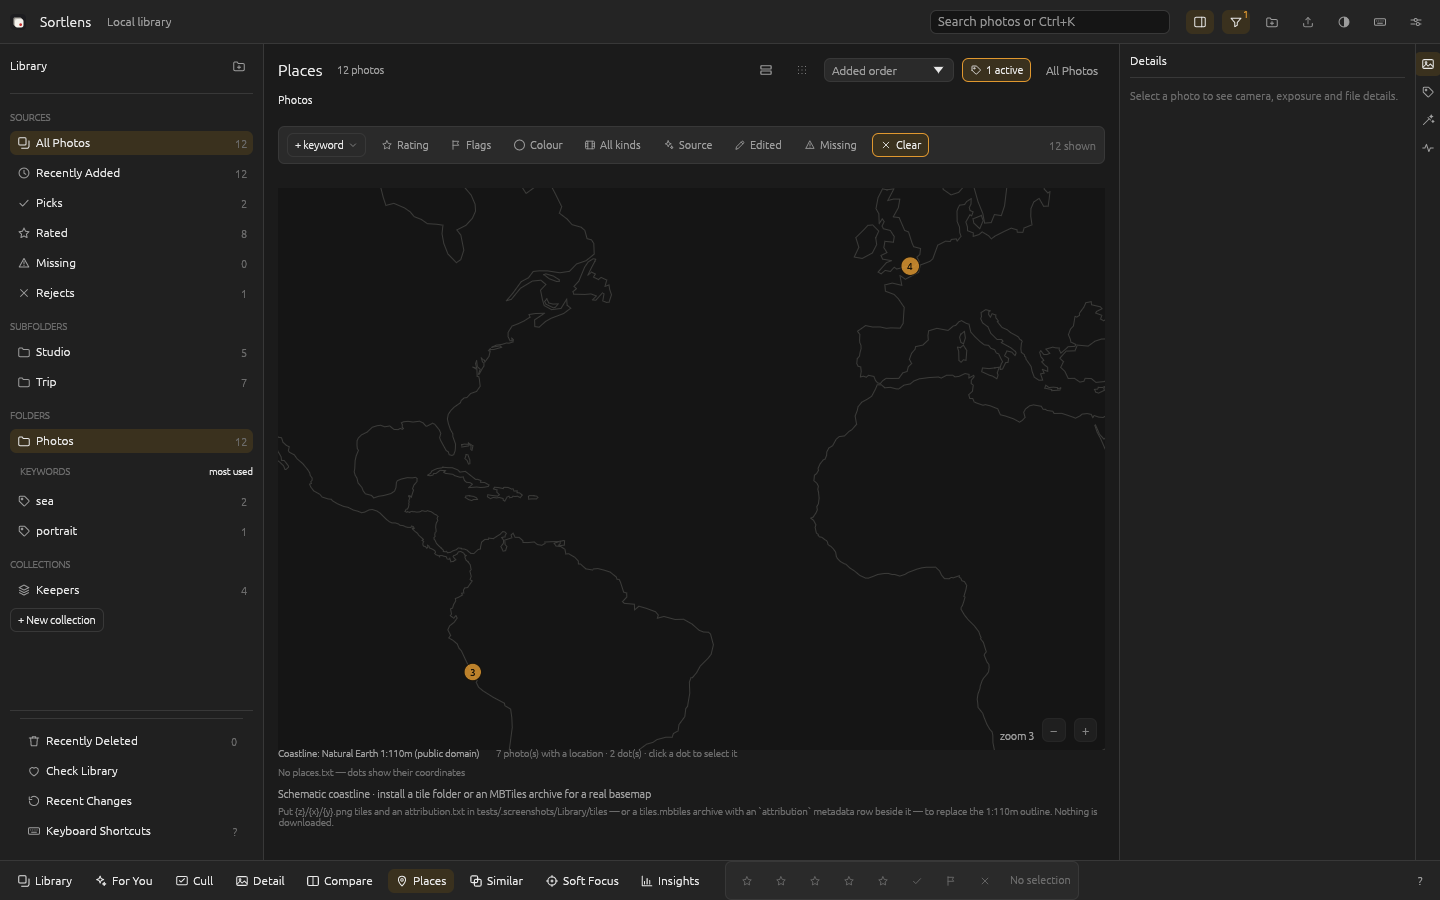 Sortlens Local library
Search photos or Ctrl+K
Library
SOURCES
All Photos 12
Recently Added 12
Picks 2
Rated 8
Missing 0
Rejects 1
SUBFOLDERS
Studio 5
Trip 7
FOLDERS
Photos 12
KEYWORDS most used
sea 2
portrait 1
COLLECTIONS
Keepers 4
+ New collection
Recently Deleted 0
Check Library
Recent Changes
Keyboard Shortcuts ?
Places 12 photos
Added order
1 active
All Photos
Photos
+ keyword Rating Flags Colour All kinds Source Edited Missing Clear 12 shown
4
3
zoom 3 − +
Coastline: Natural Earth 1:110m (public domain) 7 photo(s) with a location · 2 dot(s) · click a dot to select it
No places.txt — dots show their coordinates
Schematic coastline · install a tile folder or an MBTiles archive for a real basemap
Put {z}/{x}/{y}.png tiles and an attribution.txt in tests/.screenshots/Library/tiles — or a tiles.mbtiles archive with an `attribution` metadata row beside it — to replace the 1:110m outline. Nothing is
downloaded.
Details
Select a photo to see camera, exposure and file details.
Library For You Cull Detail Compare Places Similar Soft Focus Insights No selection ?